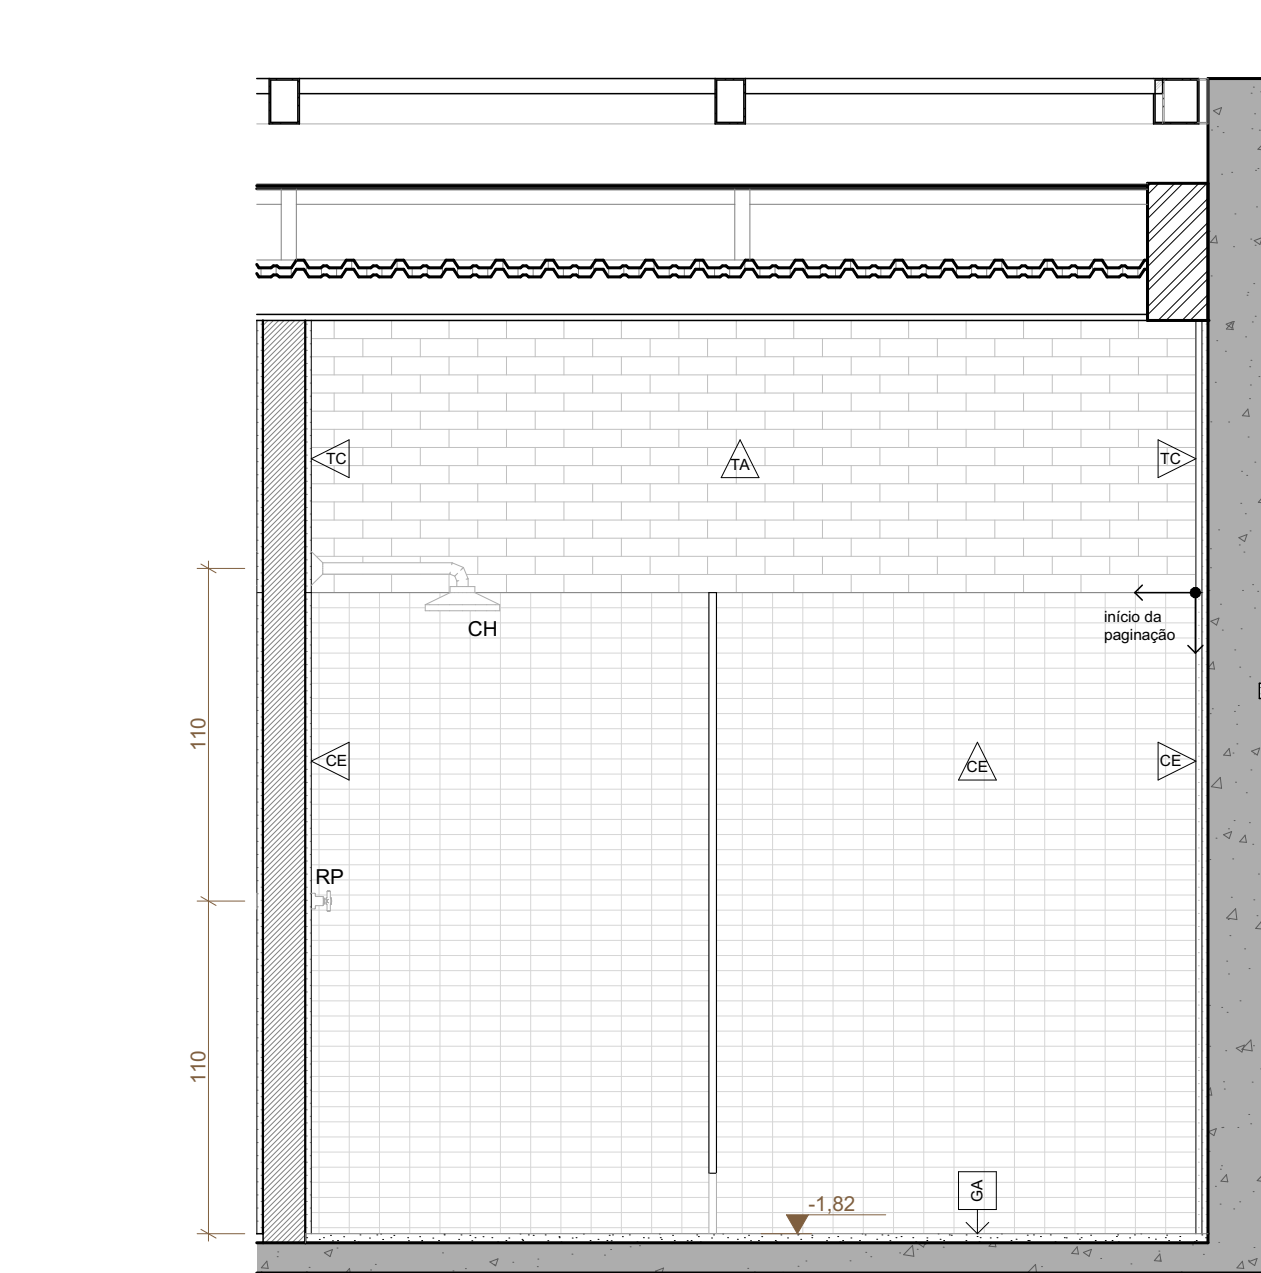 TC
TA
TC
CH
início da
paginação
110
CE
CE
CE
RP
110
GA
-1,82